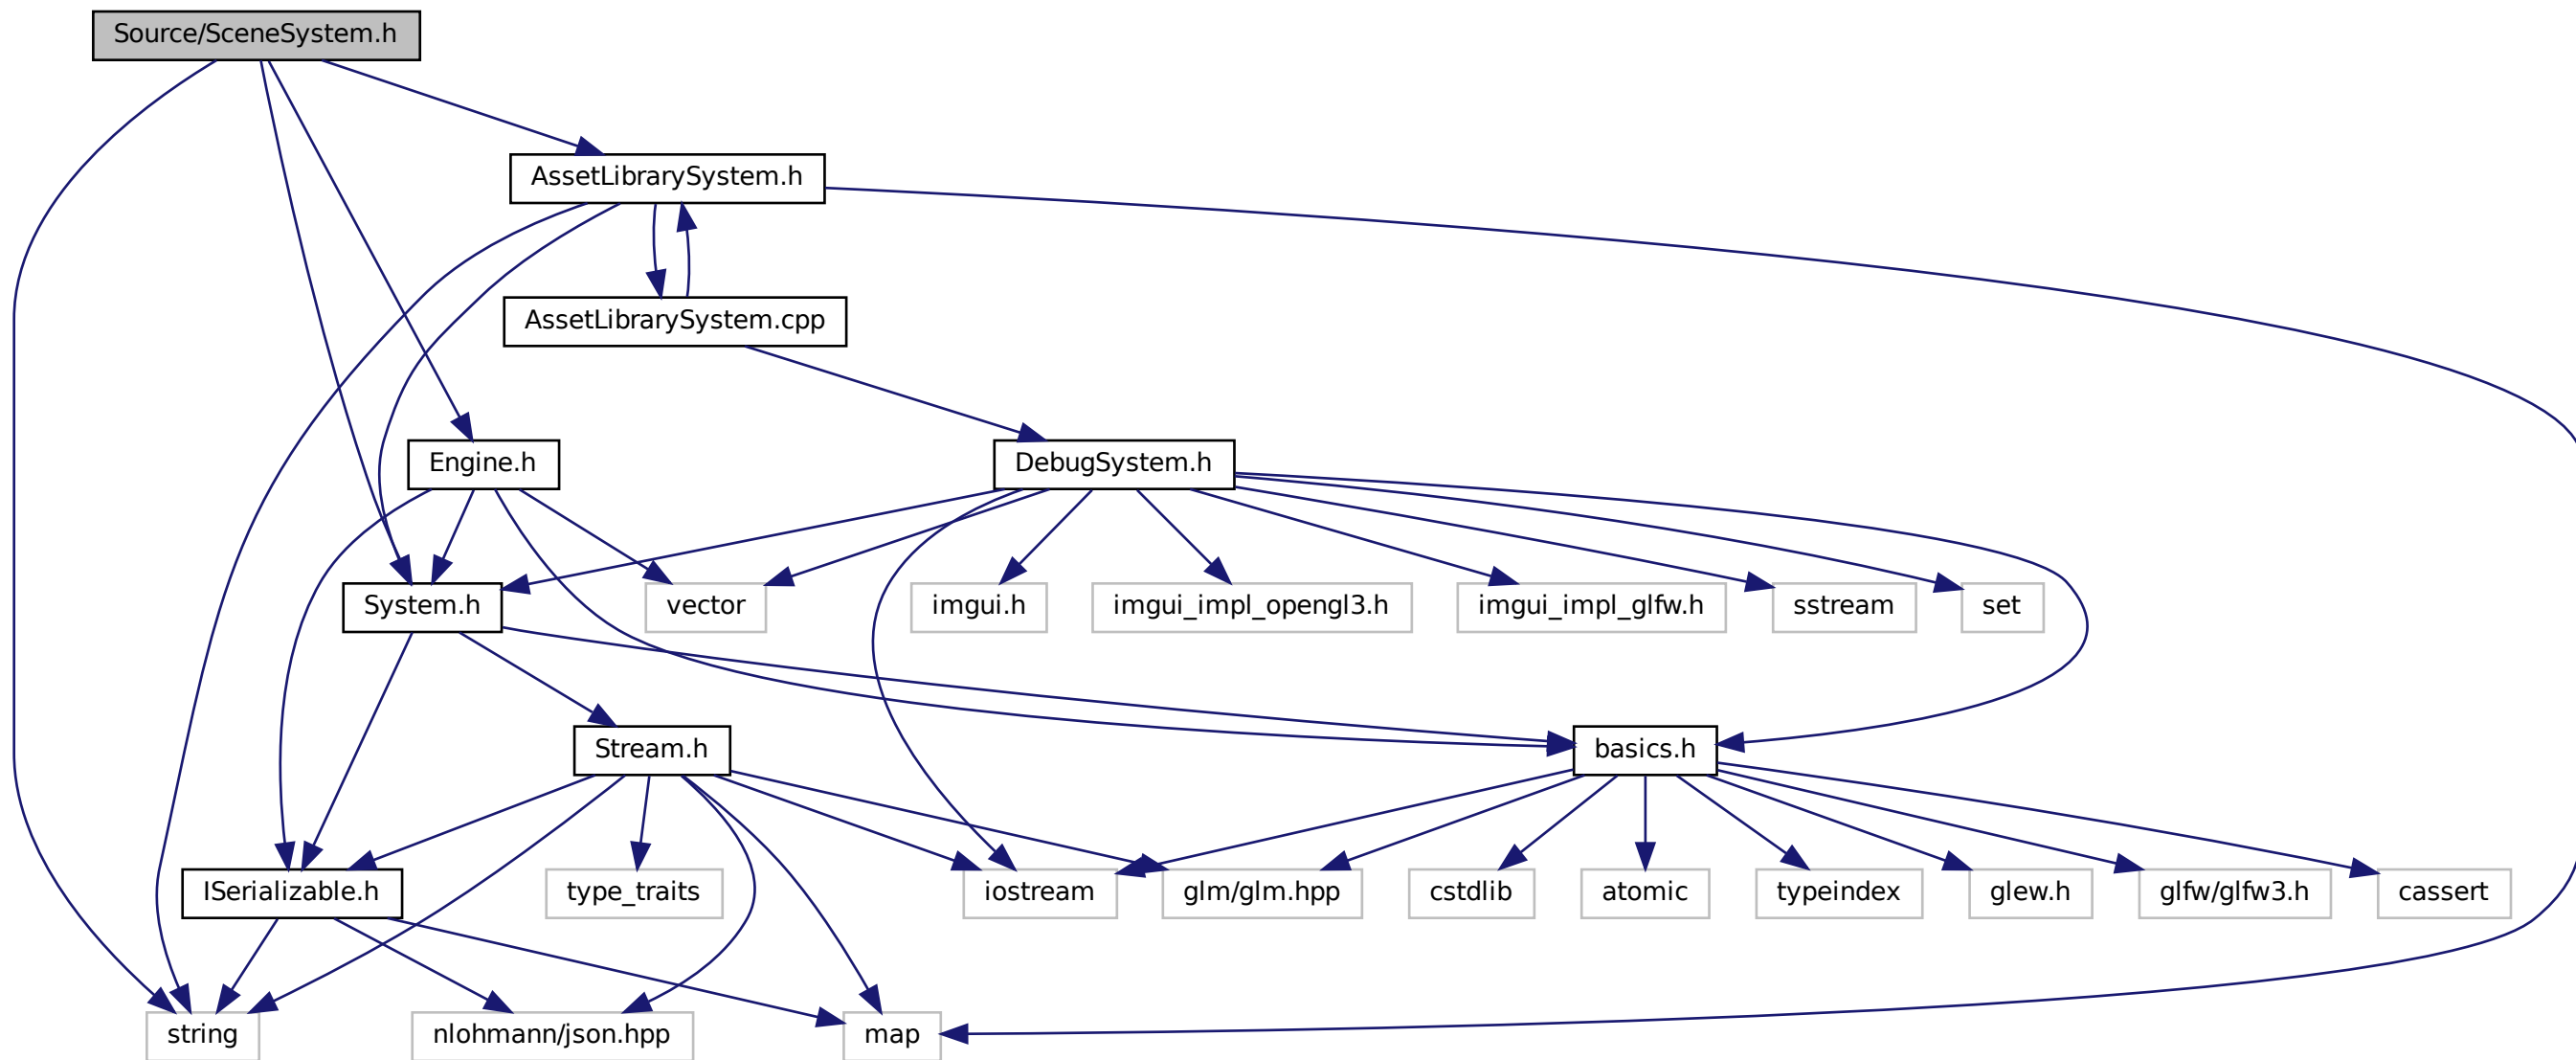 Source/SceneSystem.h
AssetLibrarySystem.h
AssetLibrarySystem.cpp
Engine.h
DebugSystem.h
System.h
vector
imgui.h
imgui_impl_opengl3.h
imgui_impl_glfw.h
sstream
set
Stream.h
basics.h
ISerializable.h
type_traits
iostream
glm/glm.hpp
cstdlib
atomic
typeindex
glew.h
glfw/glfw3.h
cassert
string
nlohmann/json.hpp
map